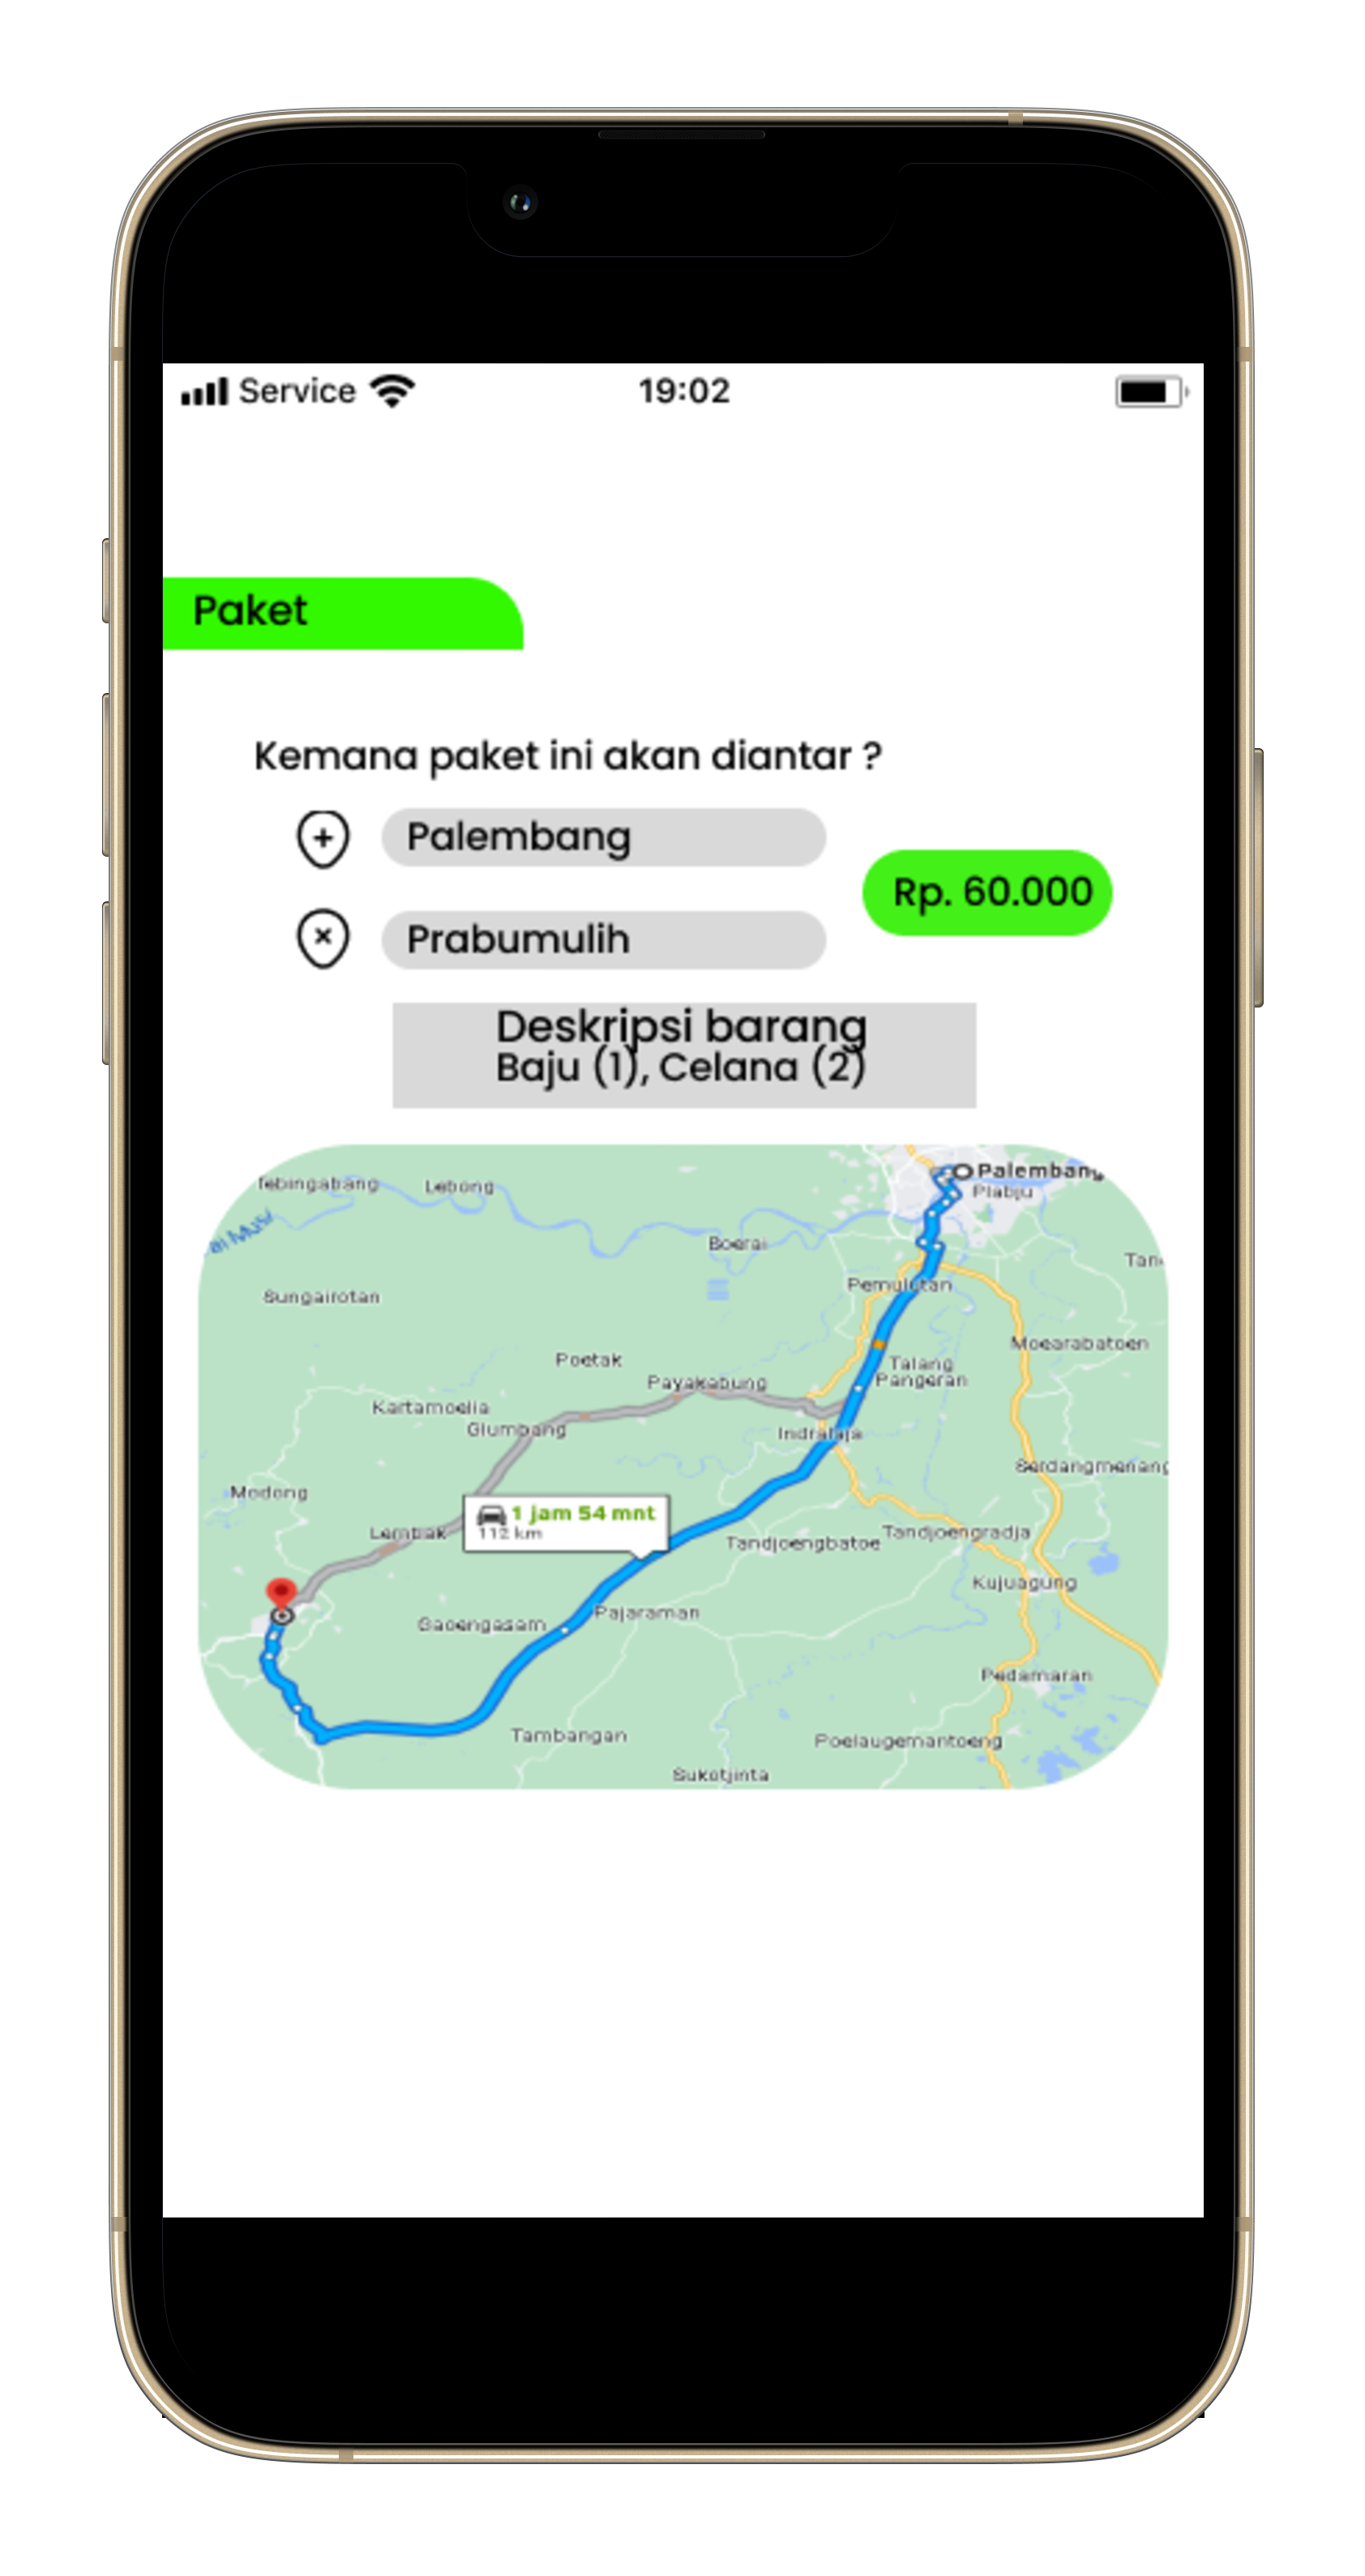 Service 19:02
Paket
Kemana paket ini akan diantar ?
Palembang
Rp. 60.000
Prabumulih
Deskripsi barang
Baju (1), Celana (2)
Palembang
Plabju
Tebingabang
Lebong
ai Musi
Boerai
Tan
Pemulutan
Sungairotan
Moearabatoen
Poetak
Talang
Pangeran
Payakabung
Kartamoelia
Glumbang
Indralaja
Serdangmenang
Modong
1 jam 54 mnt
112 km
Lembak
Tandjoengbatoe
Tandjoengradja
Kujuagung
Pajaraman
Gaoengasam
Pedamaran
Tambangan
Poelaugemantoeng
Sukotjinta